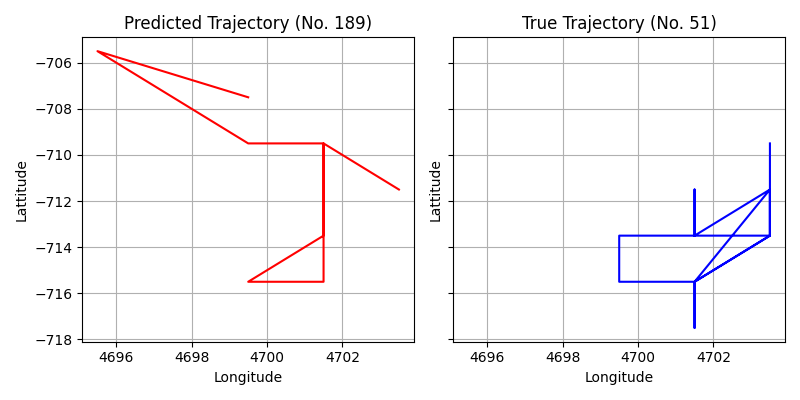 Predicted Trajectory (No. 189)
True Trajectory (No. 51)
Lattitude
−706
−708
−710
−712
−714
−716
−718
4696
4698
4700
4702
Longitude
Lattitude
4696
4698
4700
4702
Longitude